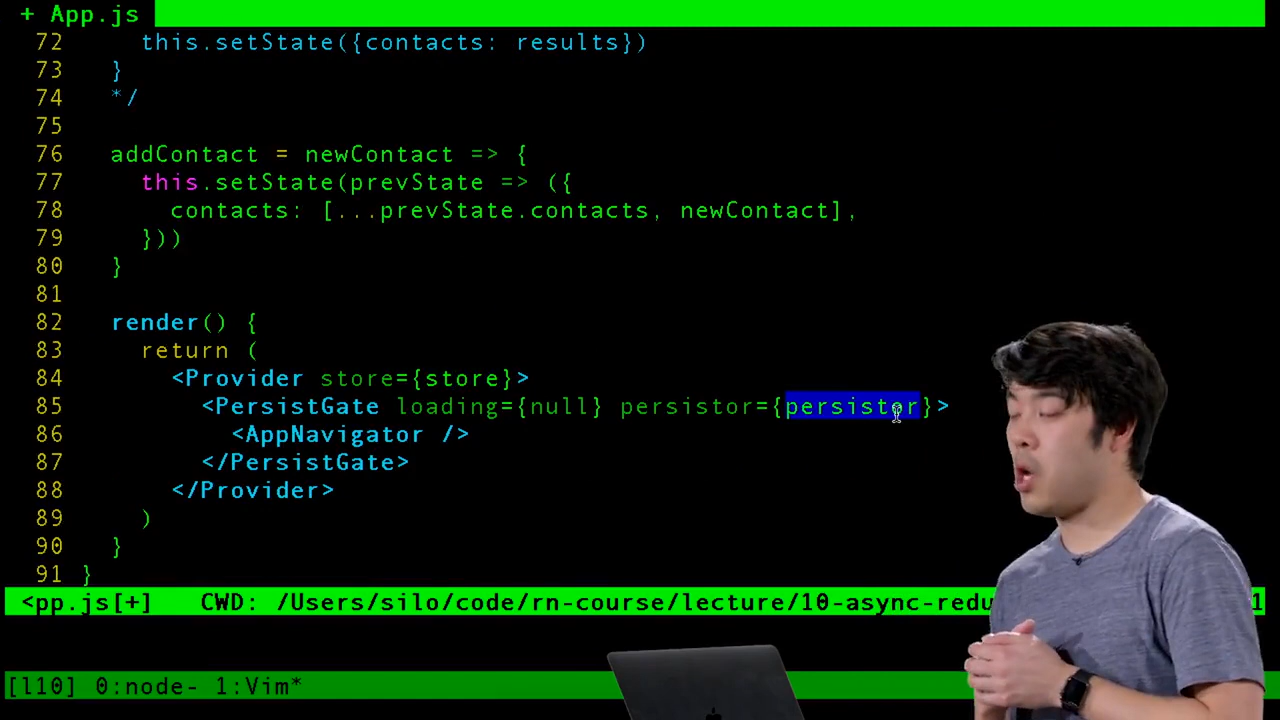 + App.js
72 this.setState({contacts: results})
73 }
74 */
75
76 addContact = newContact => {
77 this.setState(prevState => ({
78 contacts: [...prevState.contacts, newContact],
79 }))
80 }
81
82 render() {
83 return (
84 <Provider store={store}>
85 <PersistGate loading={null} persistor={persistor}>
86 <AppNavigator />
87 </PersistGate>
88 </Provider>
89 )
90 }
91 }
<pp.js[+] CWD: /Users/silo/code/rn-course/lecture/10-async-redu 1
[l10] 0:node- 1:Vim*